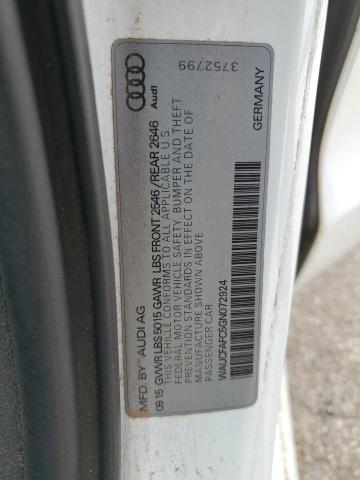 MFD. BY AUDI AG
09.15 GVWR LBS 5015 GAWR LBS FRONT 2546 / REAR 2646
THIS VEHICLE CONFORMS TO ALL APPLICABLE U.S.
FEDERAL MOTOR VEHICLE SAFETY, BUMPER AND THEFT
PREVENTION STANDARDS IN EFFECT ON THE DATE OF
MANUFACTURE SHOWN ABOVE
PASSENGER CAR
WAUCFAFC5GN072924
GERMANY
Audi
3752799